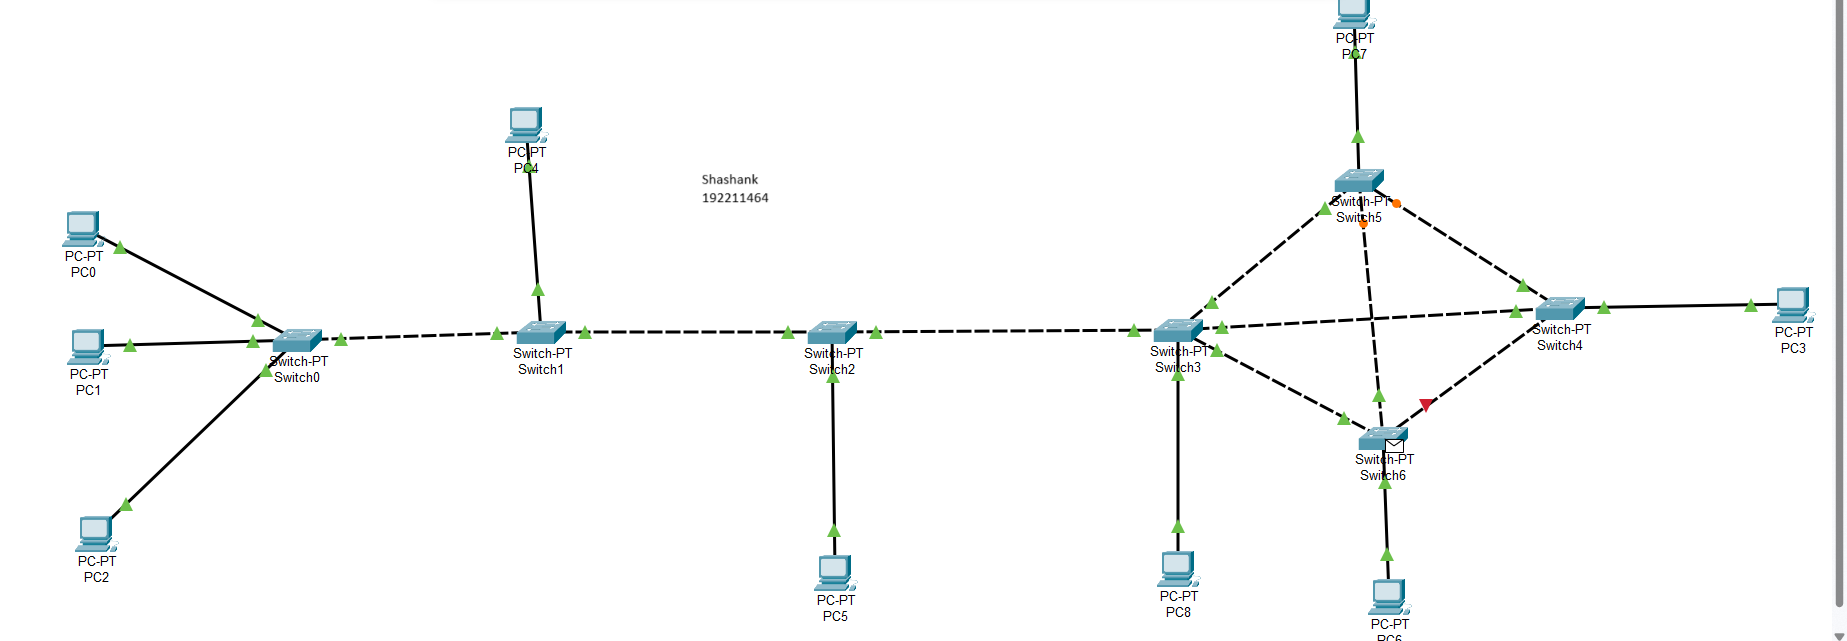 PC-PT
PC7
PC-PT
PC4
Shashank
192211464
Switch-PT
Switch5
PC-PT
PC0
PC-PT
PC1
Switch-PT
Switch0
Switch-PT
Switch1
Switch-PT
Switch2
Switch-PT
Switch3
Switch-PT
Switch4
PC-PT
PC3
Switch-PT
Switch6
PC-PT
PC2
PC-PT
PC5
PC-PT
PC8
PC-PT
PC6